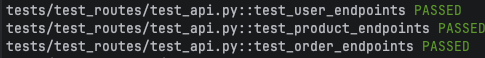 tests/test_routes/test_api.py::test_user_endpoints PASSED
tests/test_routes/test_api.py::test_product_endpoints PASSED
tests/test_routes/test_api.py::test_order_endpoints PASSED